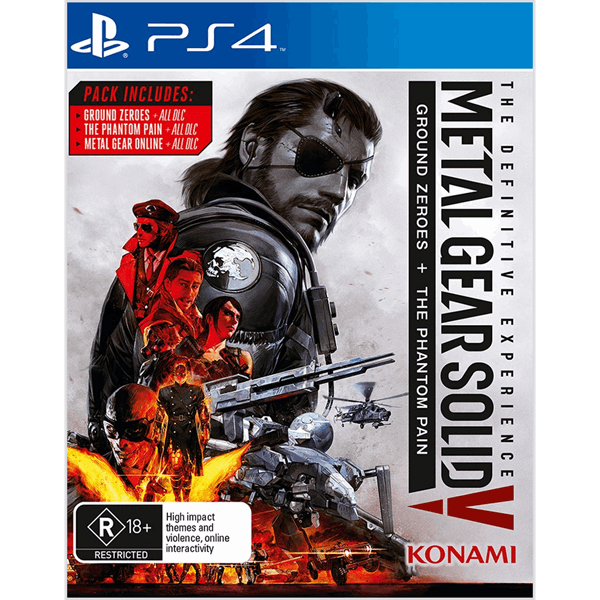 PS4
PACK INCLUDES:
GROUND ZEROES + ALL DLC
THE PHANTOM PAIN + ALL DLC
METAL GEAR ONLINE + ALL DLC
THE DEFINITIVE EXPERIENCE
METAL GEAR SOLID V
GROUND ZEROES + THE PHANTOM PAIN
KONAMI
R 18+
RESTRICTED
High impact
themes and
violence, online
interactivity